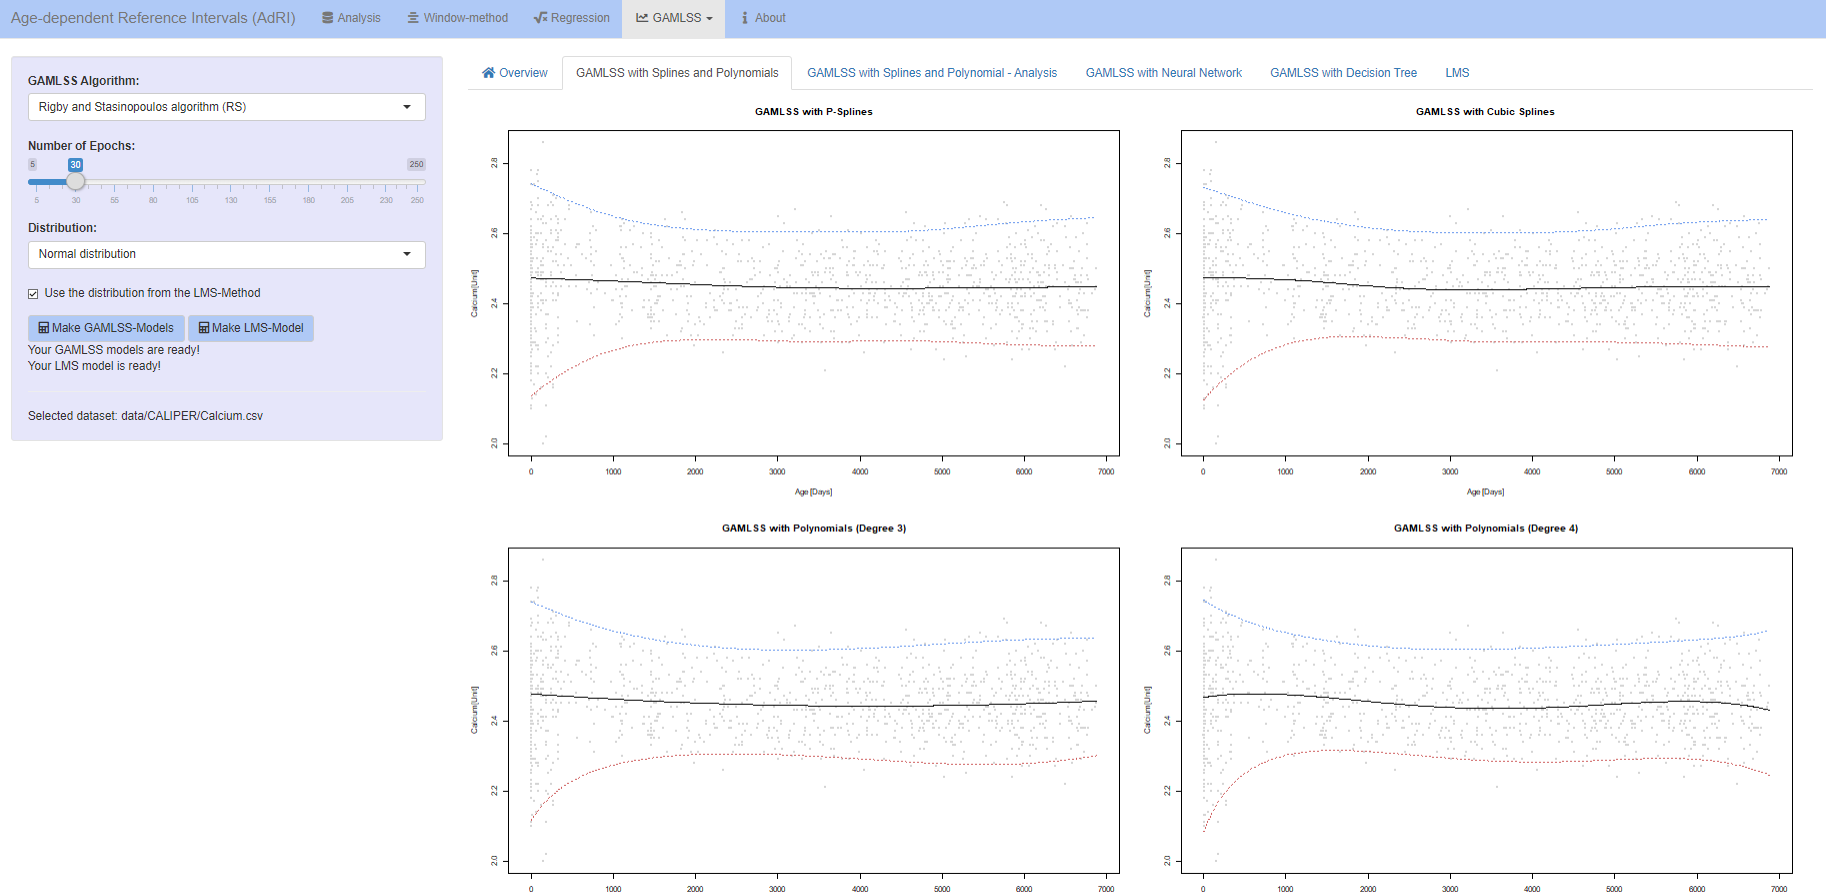 Age-dependent Reference Intervals (AdRI) Analysis Window-method Regression GAMLSS About
GAMLSS Algorithm:
Rigby and Stasinopoulos algorithm (RS)
Number of Epochs:
5 30 250
5 30 55 80 105 130 155 180 205 230 250
Distribution:
Normal distribution
Use the distribution from the LMS-Method
Make GAMLSS-Models Make LMS-Model
Your GAMLSS models are ready!
Your LMS model is ready!
Selected dataset: data/CALIPER/Calcium.csv
Overview GAMLSS with Splines and Polynomials GAMLSS with Splines and Polynomial - Analysis GAMLSS with Neural Network GAMLSS with Decision Tree LMS
GAMLSS with P-Splines
Calcium[Unit]
2.8
2.6
2.4
2.2
2.0
0 1000 2000 3000 4000 5000 6000 7000
Age [Days]
GAMLSS with Cubic Splines
Calcium[Unit]
2.8
2.6
2.4
2.2
2.0
0 1000 2000 3000 4000 5000 6000 7000
Age [Days]
GAMLSS with Polynomials (Degree 3)
Calcium[Unit]
2.8
2.6
2.4
2.2
2.0
0 1000 2000 3000 4000 5000 6000 7000
GAMLSS with Polynomials (Degree 4)
Calcium[Unit]
2.8
2.6
2.4
2.2
2.0
0 1000 2000 3000 4000 5000 6000 7000